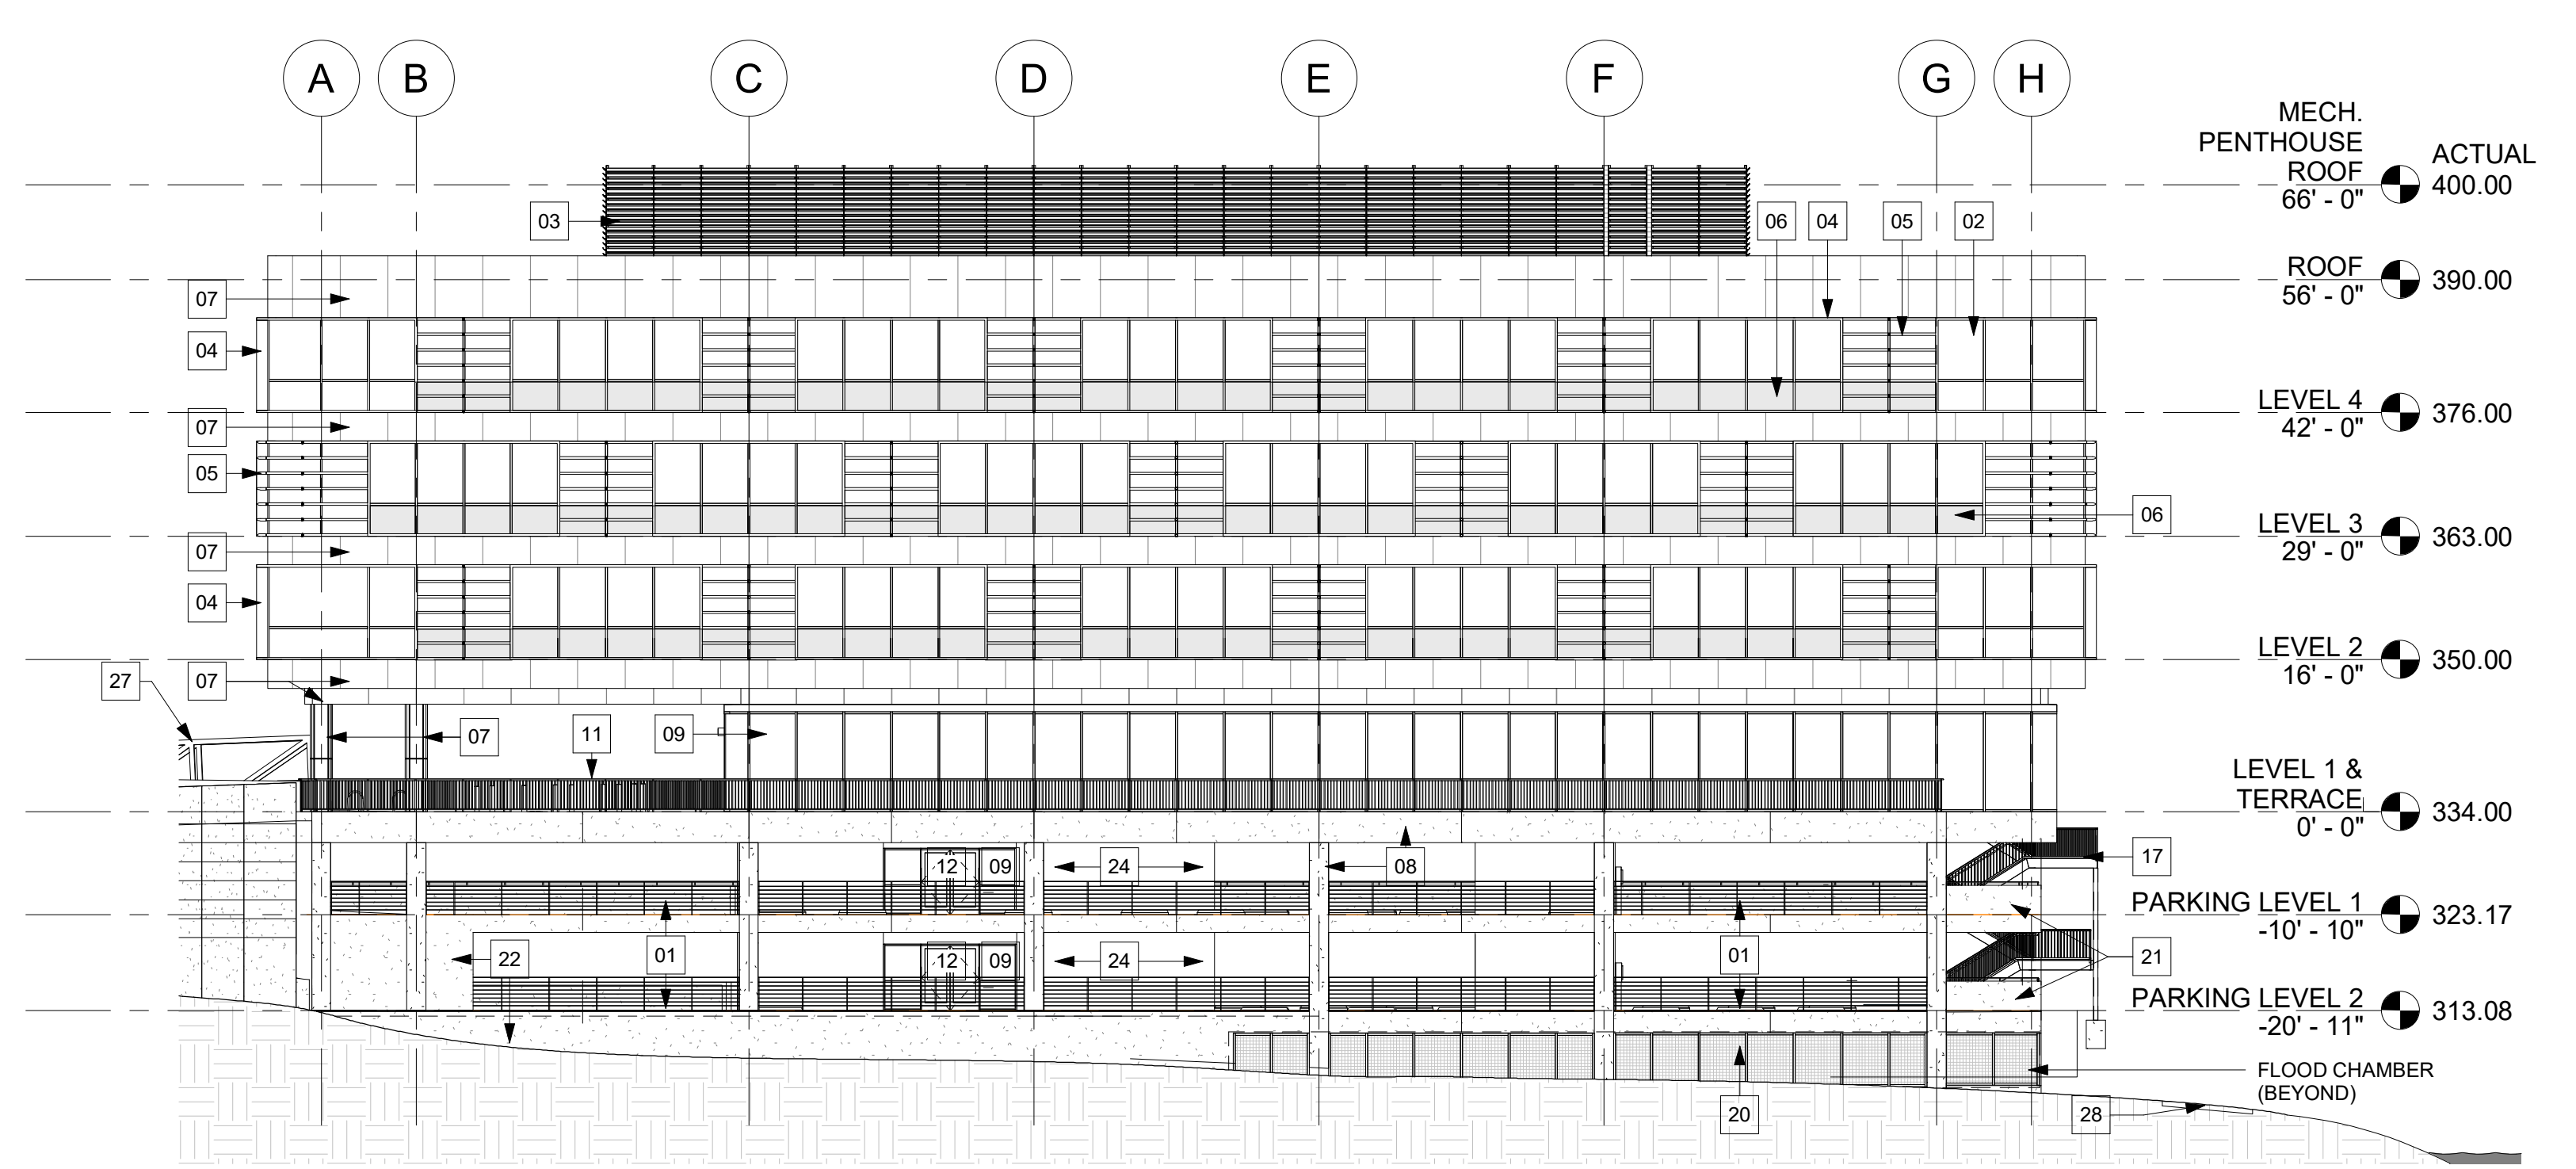 A B C D E F G H
MECH.
PENTHOUSE
ROOF
66' - 0"
ACTUAL
400.00
03
06 04 05 02
ROOF
56' - 0"
390.00
07
04
LEVEL 4
42' - 0"
376.00
07
05
06
LEVEL 3
29' - 0"
363.00
07
04
LEVEL 2
16' - 0"
350.00
27
07
07
11
09
LEVEL 1 &
TERRACE
0' - 0"
334.00
12 09 24 08
17
PARKING LEVEL 1
-10' - 10"
323.17
22 01 12 09 24 01
21
PARKING LEVEL 2
-20' - 11"
313.08
FLOOD CHAMBER
(BEYOND)
20
28